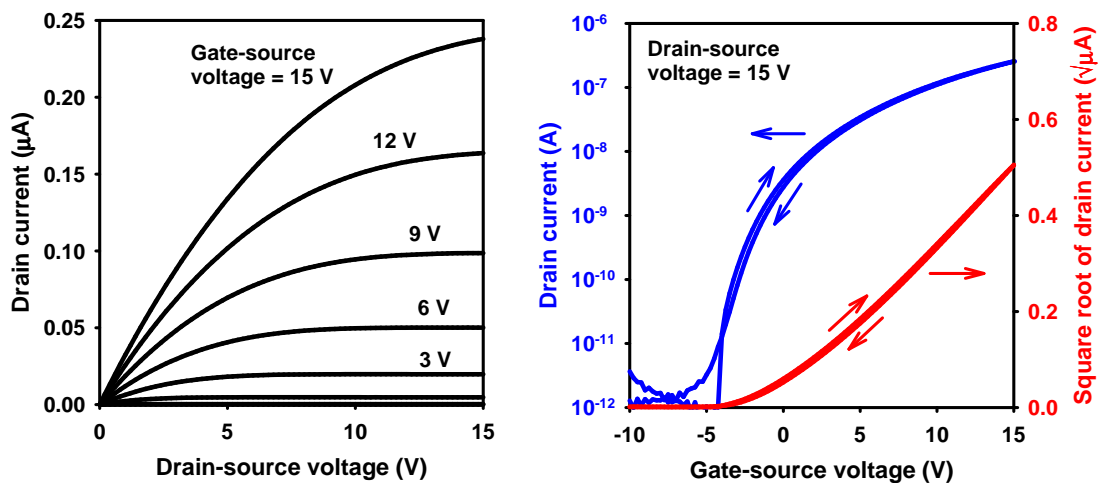 Drain current (μA)
0.25
0.20
0.15
0.10
0.05
0.00
Gate-source
voltage = 15 V
12 V
9 V
6 V
3 V
0
5
10
15
Drain-source voltage (V)
Drain current (A)
10⁻⁶
10⁻⁷
10⁻⁸
10⁻⁹
10⁻¹⁰
10⁻¹¹
10⁻¹²
Drain-source
voltage = 15 V
-10
-5
0
5
10
15
Gate-source voltage (V)
0.8
0.6
0.4
0.2
0.0
Square root of drain current (√μA)